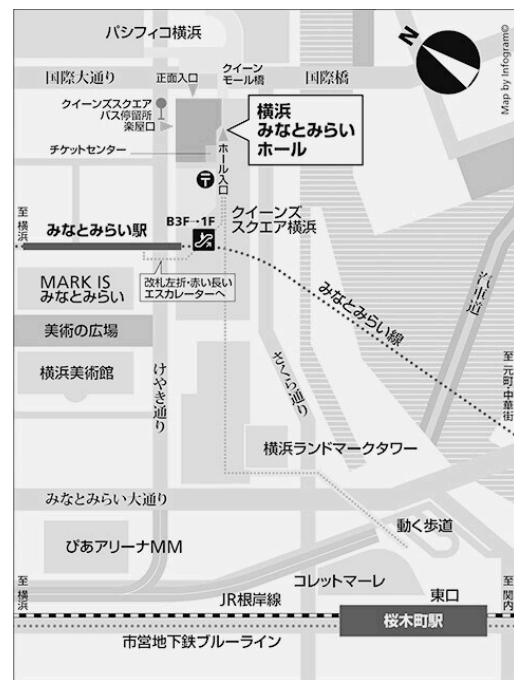 パシフィコ横浜
N
Map by Infogram©
国際大通り
正面入口
クイーン
モール橋
国際橋
クイーンズスクエア
バス停留所
楽屋口
チケットセンター
横浜
みなとみらい
ホール
ホール入口
〒
至 横浜
みなとみらい駅
B3F→1F
クイーンズ
スクエア横浜
改札左折・赤い長い
エスカレーターへ
MARK IS
みなとみらい
美術の広場
横浜美術館
けやき通り
さくら通り
みなとみらい線
汽車道
至 元町・中華街
横浜ランドマークタワー
みなとみらい大通り
動く歩道
ぴあアリーナMM
コレットマーレ
東口
至 横浜
JR根岸線
桜木町駅
至 関内
市営地下鉄ブルーライン